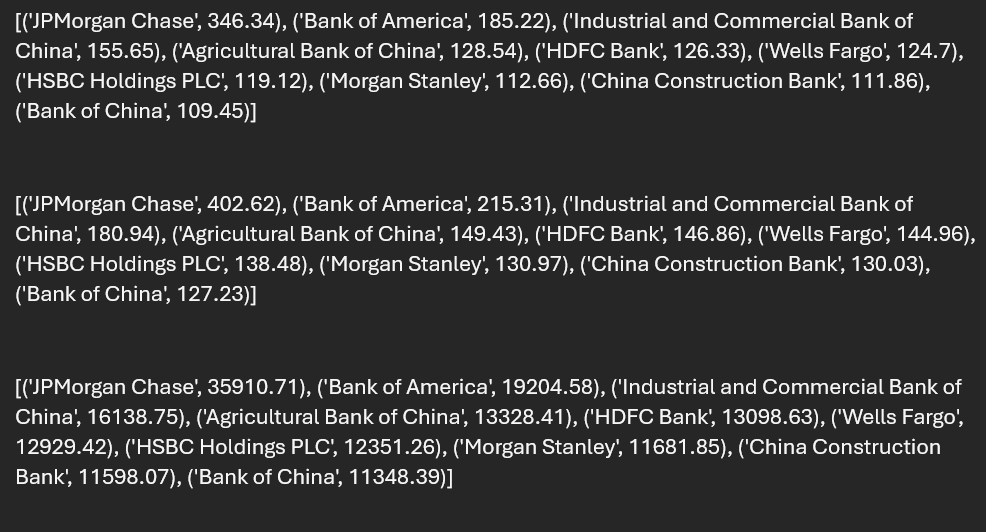 [('JPMorgan Chase', 346.34), ('Bank of America', 185.22), ('Industrial and Commercial Bank of
China', 155.65), ('Agricultural Bank of China', 128.54), ('HDFC Bank', 126.33), ('Wells Fargo', 124.7),
('HSBC Holdings PLC', 119.12), ('Morgan Stanley', 112.66), ('China Construction Bank', 111.86),
('Bank of China', 109.45)]
[('JPMorgan Chase', 402.62), ('Bank of America', 215.31), ('Industrial and Commercial Bank of
China', 180.94), ('Agricultural Bank of China', 149.43), ('HDFC Bank', 146.86), ('Wells Fargo', 144.96),
('HSBC Holdings PLC', 138.48), ('Morgan Stanley', 130.97), ('China Construction Bank', 130.03),
('Bank of China', 127.23)]
[('JPMorgan Chase', 35910.71), ('Bank of America', 19204.58), ('Industrial and Commercial Bank of
China', 16138.75), ('Agricultural Bank of China', 13328.41), ('HDFC Bank', 13098.63), ('Wells Fargo',
12929.42), ('HSBC Holdings PLC', 12351.26), ('Morgan Stanley', 11681.85), ('China Construction
Bank', 11598.07), ('Bank of China', 11348.39)]